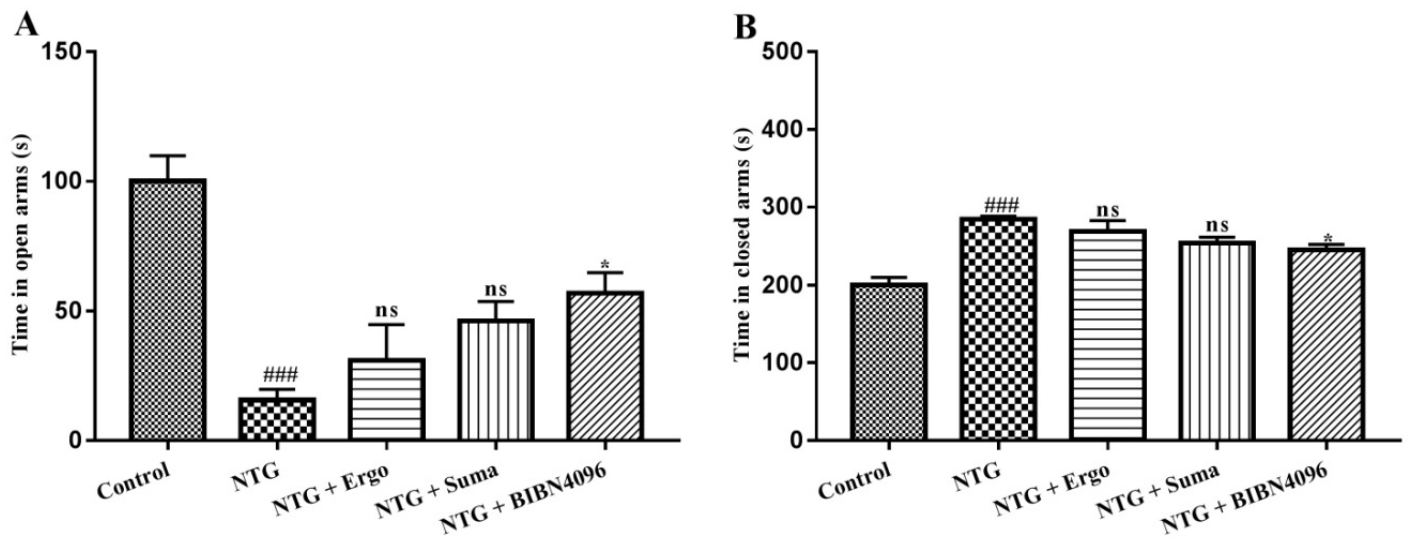 A
150
100
50
0
Time in open arms (s)
###
ns
ns
*
Control
NTG
NTG + Ergo
NTG + Suma
NTG + BIBN4096
B
500
400
300
200
100
0
Time in closed arms (s)
###
ns
ns
*
Control
NTG
NTG + Ergo
NTG + Suma
NTG + BIBN4096